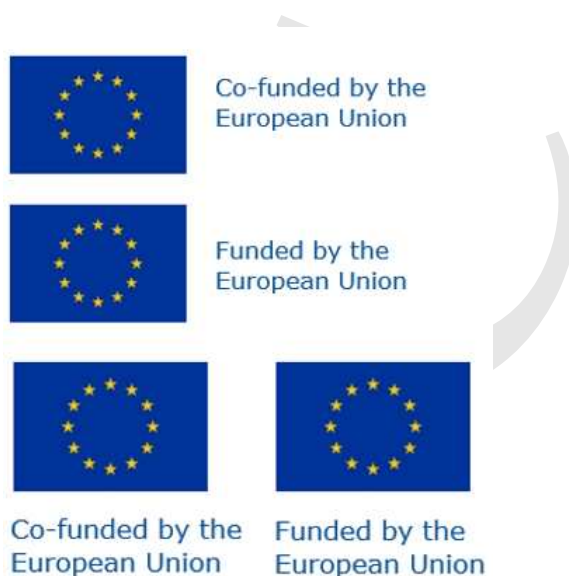 Co-funded by the
European Union
Funded by the
European Union
Co-funded by the
European Union
Funded by the
European Union